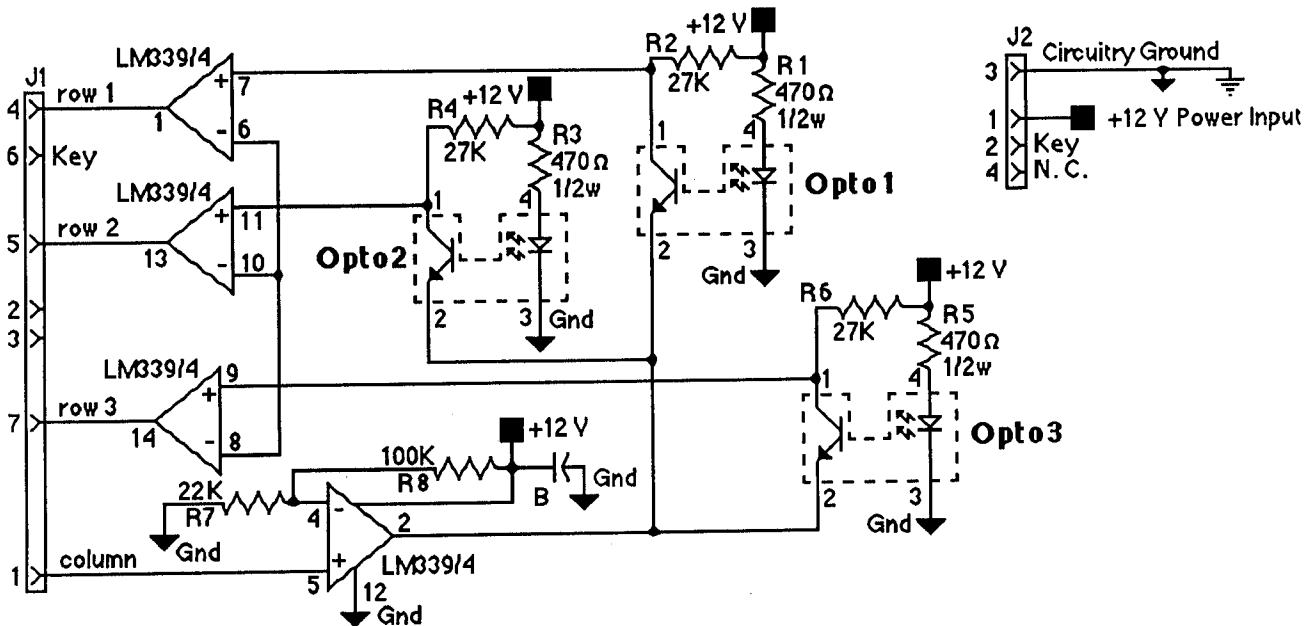 J1
4 row 1
6 Key
5 row 2
2
3
7 row 3
1 column
LM339/4
+ 7
1
- 6
LM339/4
+ 11
13
- 10
LM339/4
+ 9
14
- 8
+12 V
R4
27K
R3
470Ω
1/2w
1
4
Opto2
2
3
Gnd
+12 V
R2
27K
R1
470Ω
1/2w
1
4
Opto1
2
3
Gnd
J2
3 Circuitry Ground
1 +12 Y Power Input
2 Key
4 N.C.
+12 V
R6
27K
R5
470Ω
1/2w
1
4
Opto3
2
3
Gnd
+12 V
100K
R8
B
Gnd
22K
R7
Gnd
4 -
2
+
5
LM339/4
12
Gnd